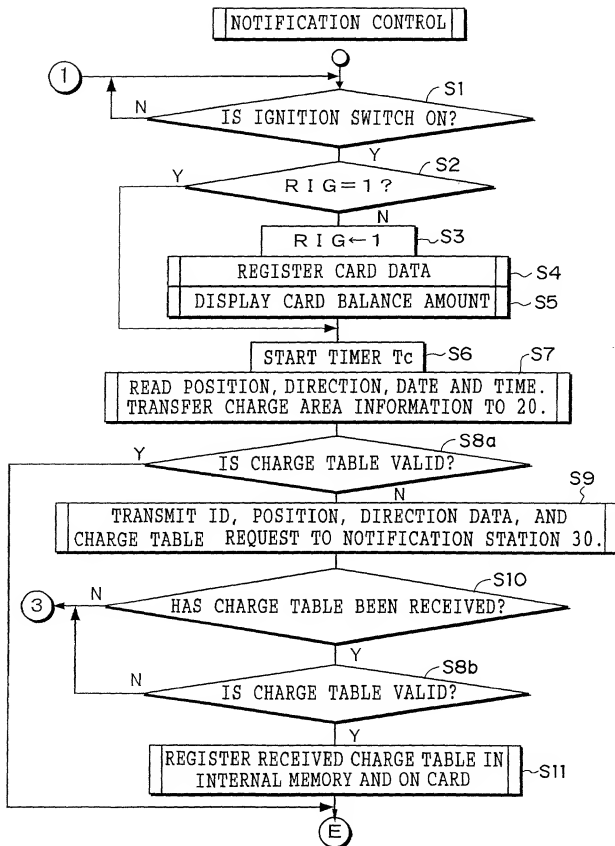 NOTIFICATION CONTROL
1
S1
N
IS IGNITION SWITCH ON?
Y
S2
Y
RIG=1?
N
RIG←1
S3
REGISTER CARD DATA
S4
DISPLAY CARD BALANCE AMOUNT
S5
START TIMER Tc
S6
S7
READ POSITION, DIRECTION, DATE AND TIME.
TRANSFER CHARGE AREA INFORMATION TO 20.
S8a
Y
IS CHARGE TABLE VALID?
N
S9
TRANSMIT ID, POSITION, DIRECTION DATA, AND
CHARGE TABLE REQUEST TO NOTIFICATION STATION 30.
S10
3
N
HAS CHARGE TABLE BEEN RECEIVED?
Y
S8b
N
IS CHARGE TABLE VALID?
Y
REGISTER RECEIVED CHARGE TABLE IN
INTERNAL MEMORY AND ON CARD
S11
E